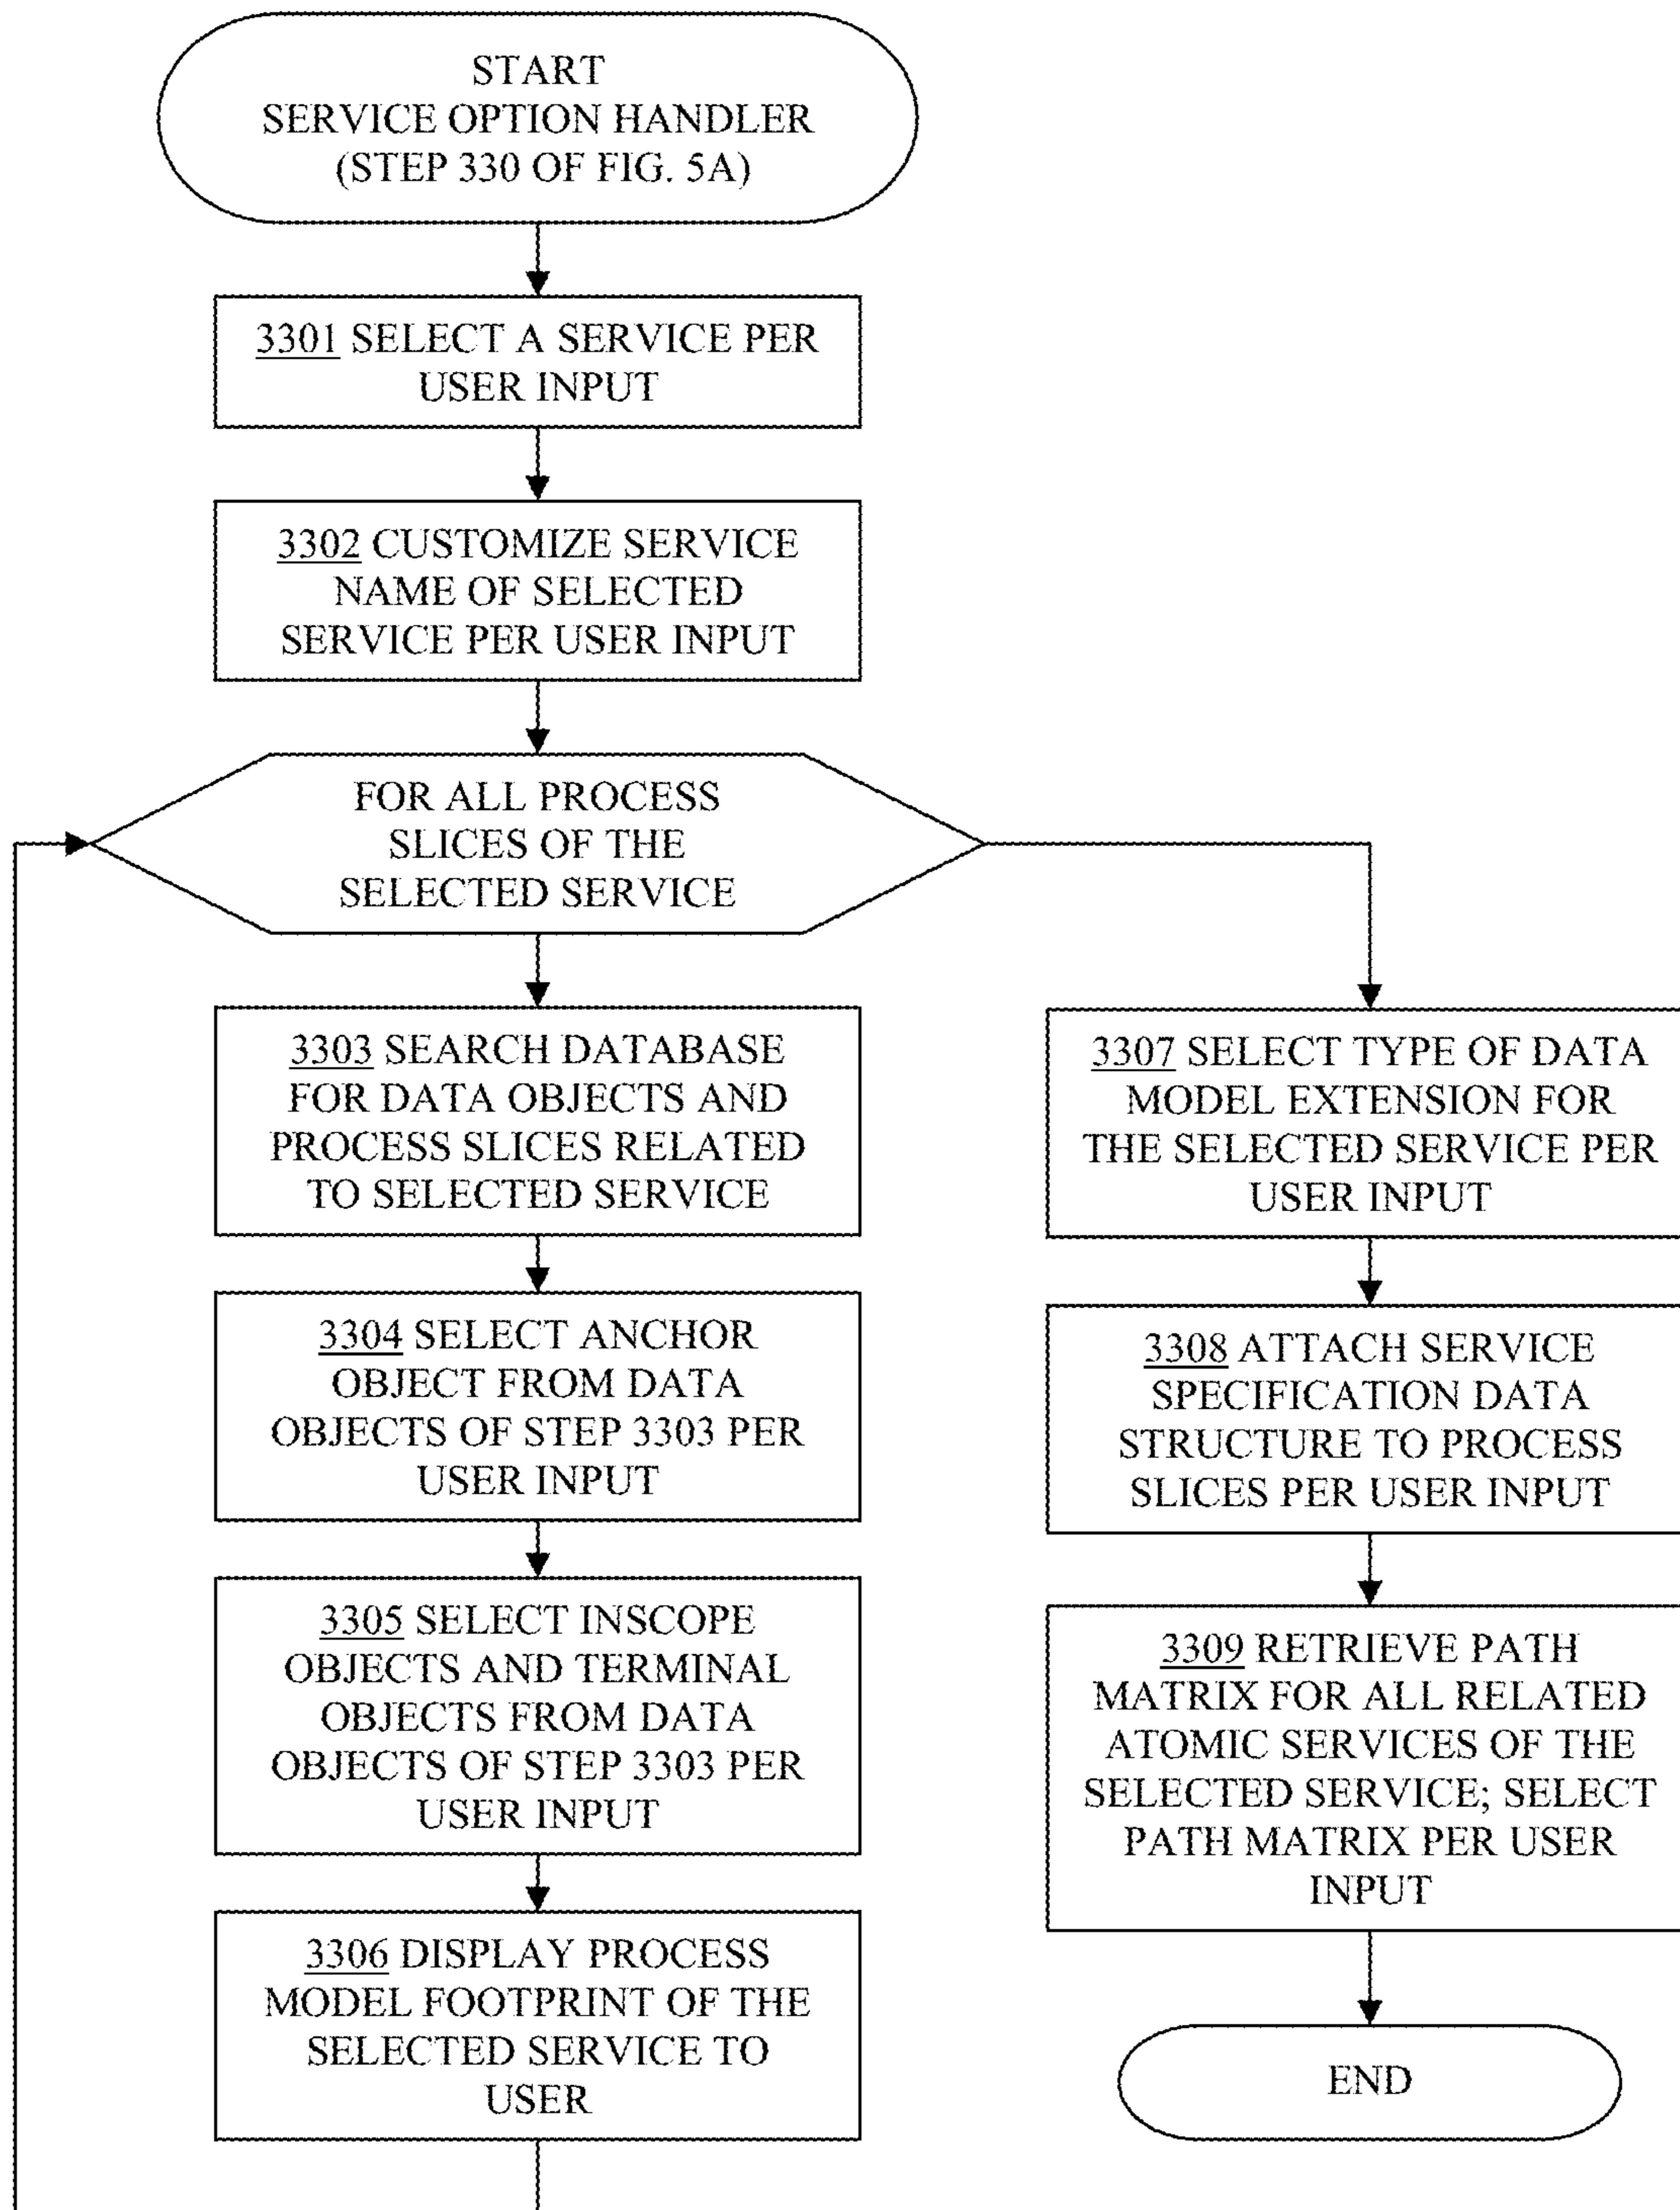 START
SERVICE OPTION HANDLER
(STEP 330 OF FIG. 5A)
3301 SELECT A SERVICE PER
USER INPUT
3302 CUSTOMIZE SERVICE
NAME OF SELECTED
SERVICE PER USER INPUT
FOR ALL PROCESS
SLICES OF THE
SELECTED SERVICE
3303 SEARCH DATABASE
FOR DATA OBJECTS AND
PROCESS SLICES RELATED
TO SELECTED SERVICE
3304 SELECT ANCHOR
OBJECT FROM DATA
OBJECTS OF STEP 3303 PER
USER INPUT
3305 SELECT INSCOPE
OBJECTS AND TERMINAL
OBJECTS FROM DATA
OBJECTS OF STEP 3303 PER
USER INPUT
3306 DISPLAY PROCESS
MODEL FOOTPRINT OF THE
SELECTED SERVICE TO
USER
3307 SELECT TYPE OF DATA
MODEL EXTENSION FOR
THE SELECTED SERVICE PER
USER INPUT
3308 ATTACH SERVICE
SPECIFICATION DATA
STRUCTURE TO PROCESS
SLICES PER USER INPUT
3309 RETRIEVE PATH
MATRIX FOR ALL RELATED
ATOMIC SERVICES OF THE
SELECTED SERVICE; SELECT
PATH MATRIX PER USER
INPUT
END